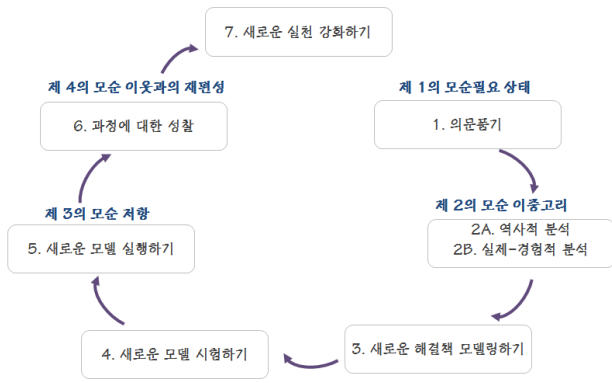 7. 새로운 실천 강화하기
제 4의 모순 이웃과의 재편성
6. 과정에 대한 성찰
제 1의 모순필요 상태
1. 의문품기
제 3의 모순 저항
5. 새로운 모델 실행하기
제 2의 모순 이중고리
2A. 역사적 분석
2B. 실제-경험적 분석
4. 새로운 모델 시험하기
3. 새로운 해결책 모델링하기